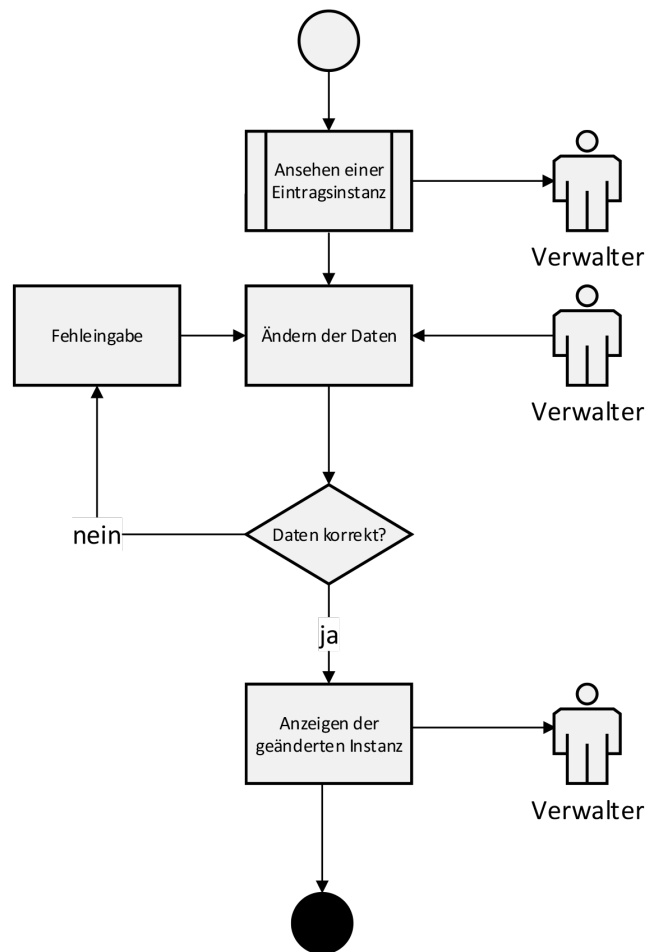 Ansehen einer
Eintragsinstanz
Verwalter
Fehleingabe
Ändern der Daten
Verwalter
Daten korrekt?
nein
ja
Anzeigen der
geänderten Instanz
Verwalter